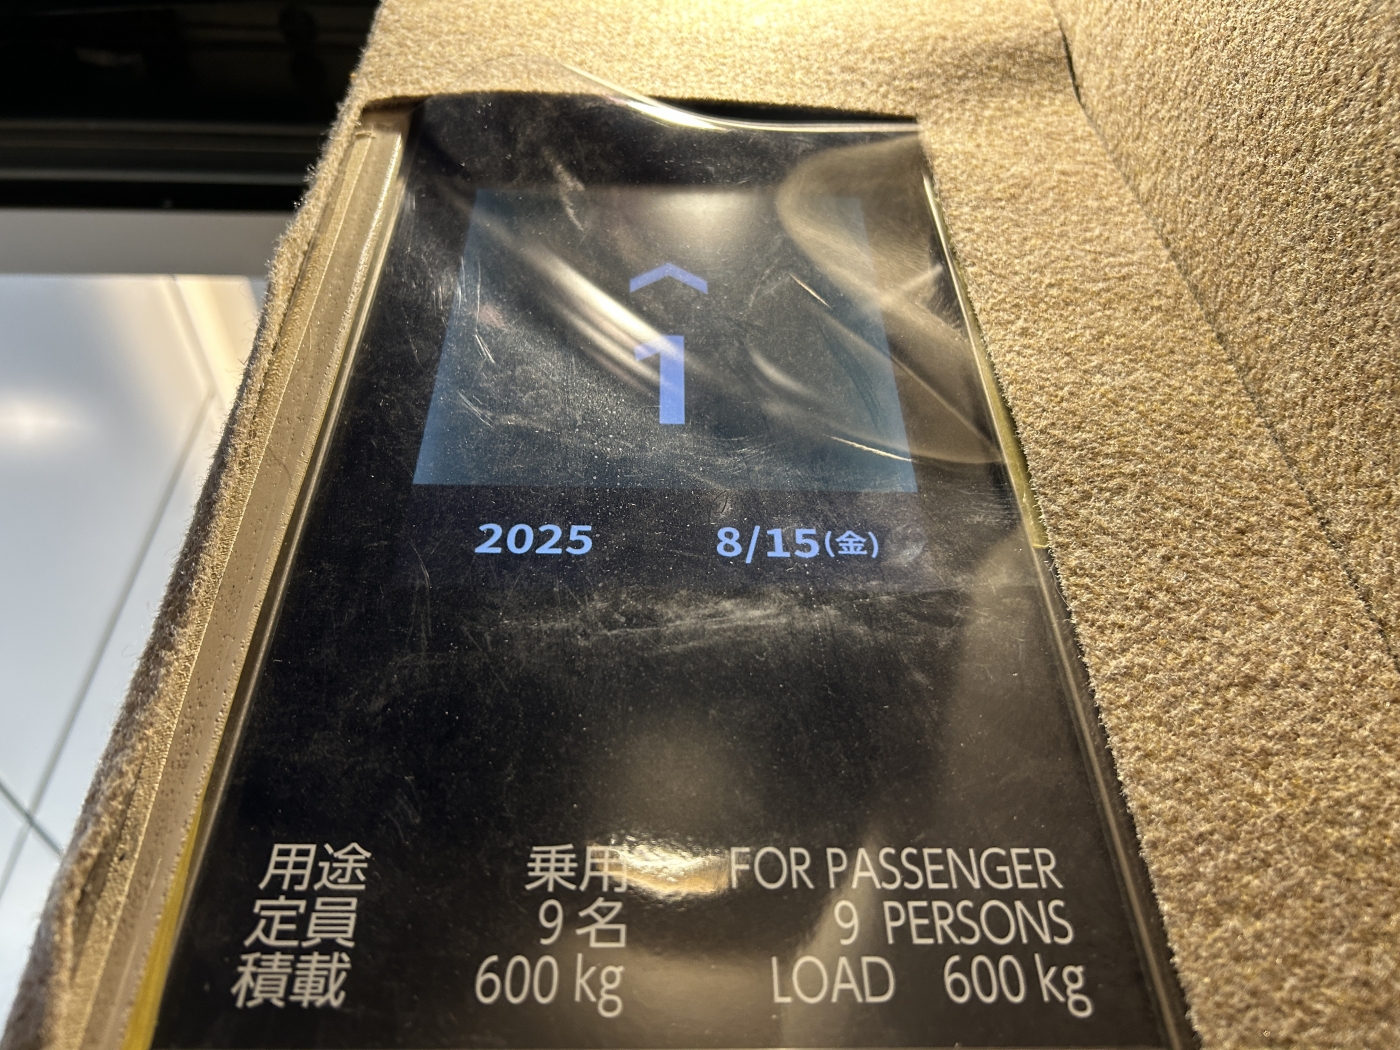 1
2025 8/15(金)
用途 乗用 FOR PASSENGER
定員 9名 9 PERSONS
積載 600 kg LOAD 600 kg